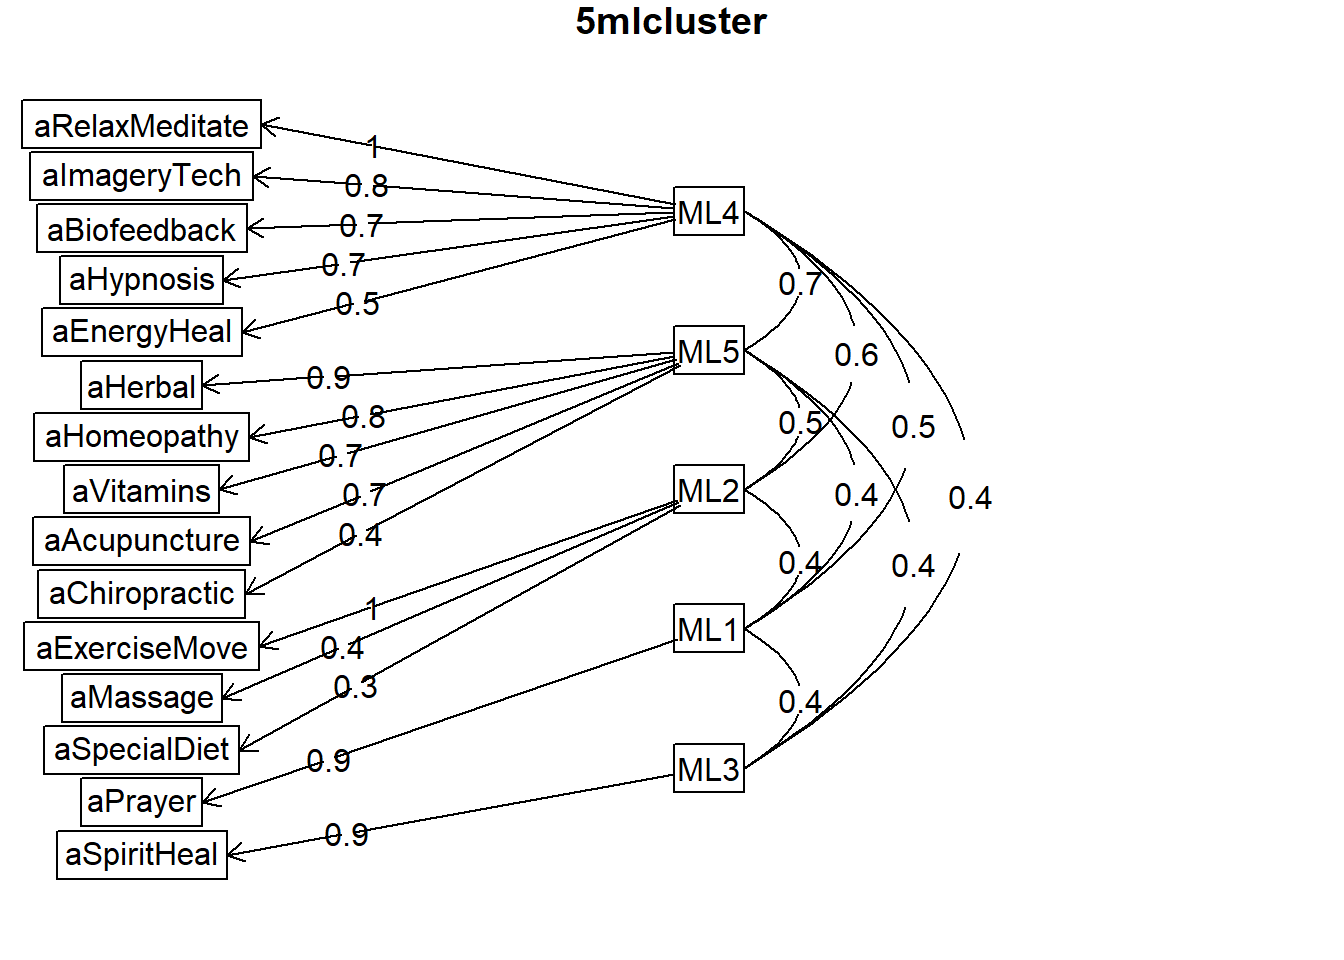 5mlcluster
aRelaxMeditate
aImageryTech
aBiofeedback
aHypnosis
aEnergyHeal
aHerbal
aHomeopathy
aVitamins
aAcupuncture
aChiropractic
aExerciseMove
aMassage
aSpecialDiet
aPrayer
aSpiritHeal
1
0.8
0.7
0.7
0.5
0.9
0.8
0.7
0.7
0.4
1
0.4
0.3
0.9
0.9
ML4
ML5
ML2
ML1
ML3
0.7
0.5
0.4
0.4
0.6
0.4
0.5
0.4
0.4